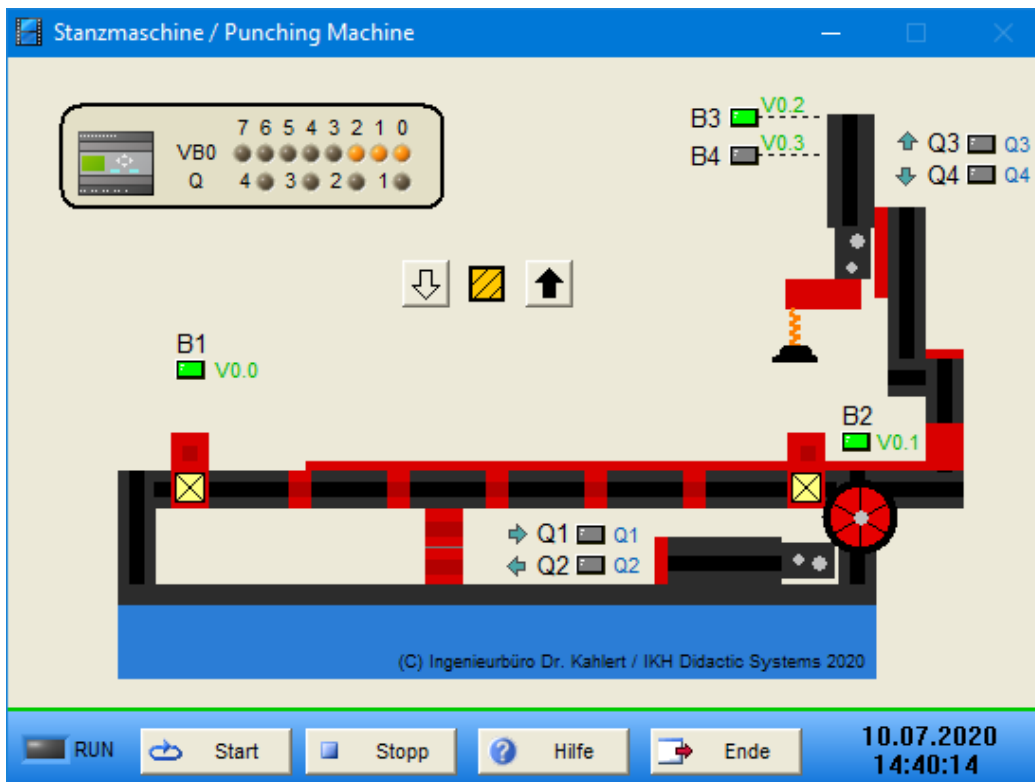 Stanzmaschine / Punching Machine
7 6 5 4 3 2 1 0
VB0
Q 4 3 2 1
B3 V0.2
B4 V0.3
Q3 Q3
Q4 Q4
B1
V0.0
B2
V0.1
Q1 Q1
Q2 Q2
(C) Ingenieurbüro Dr. Kahlert / IKH Didactic Systems 2020
RUN Start Stopp Hilfe Ende
10.07.2020
14:40:14